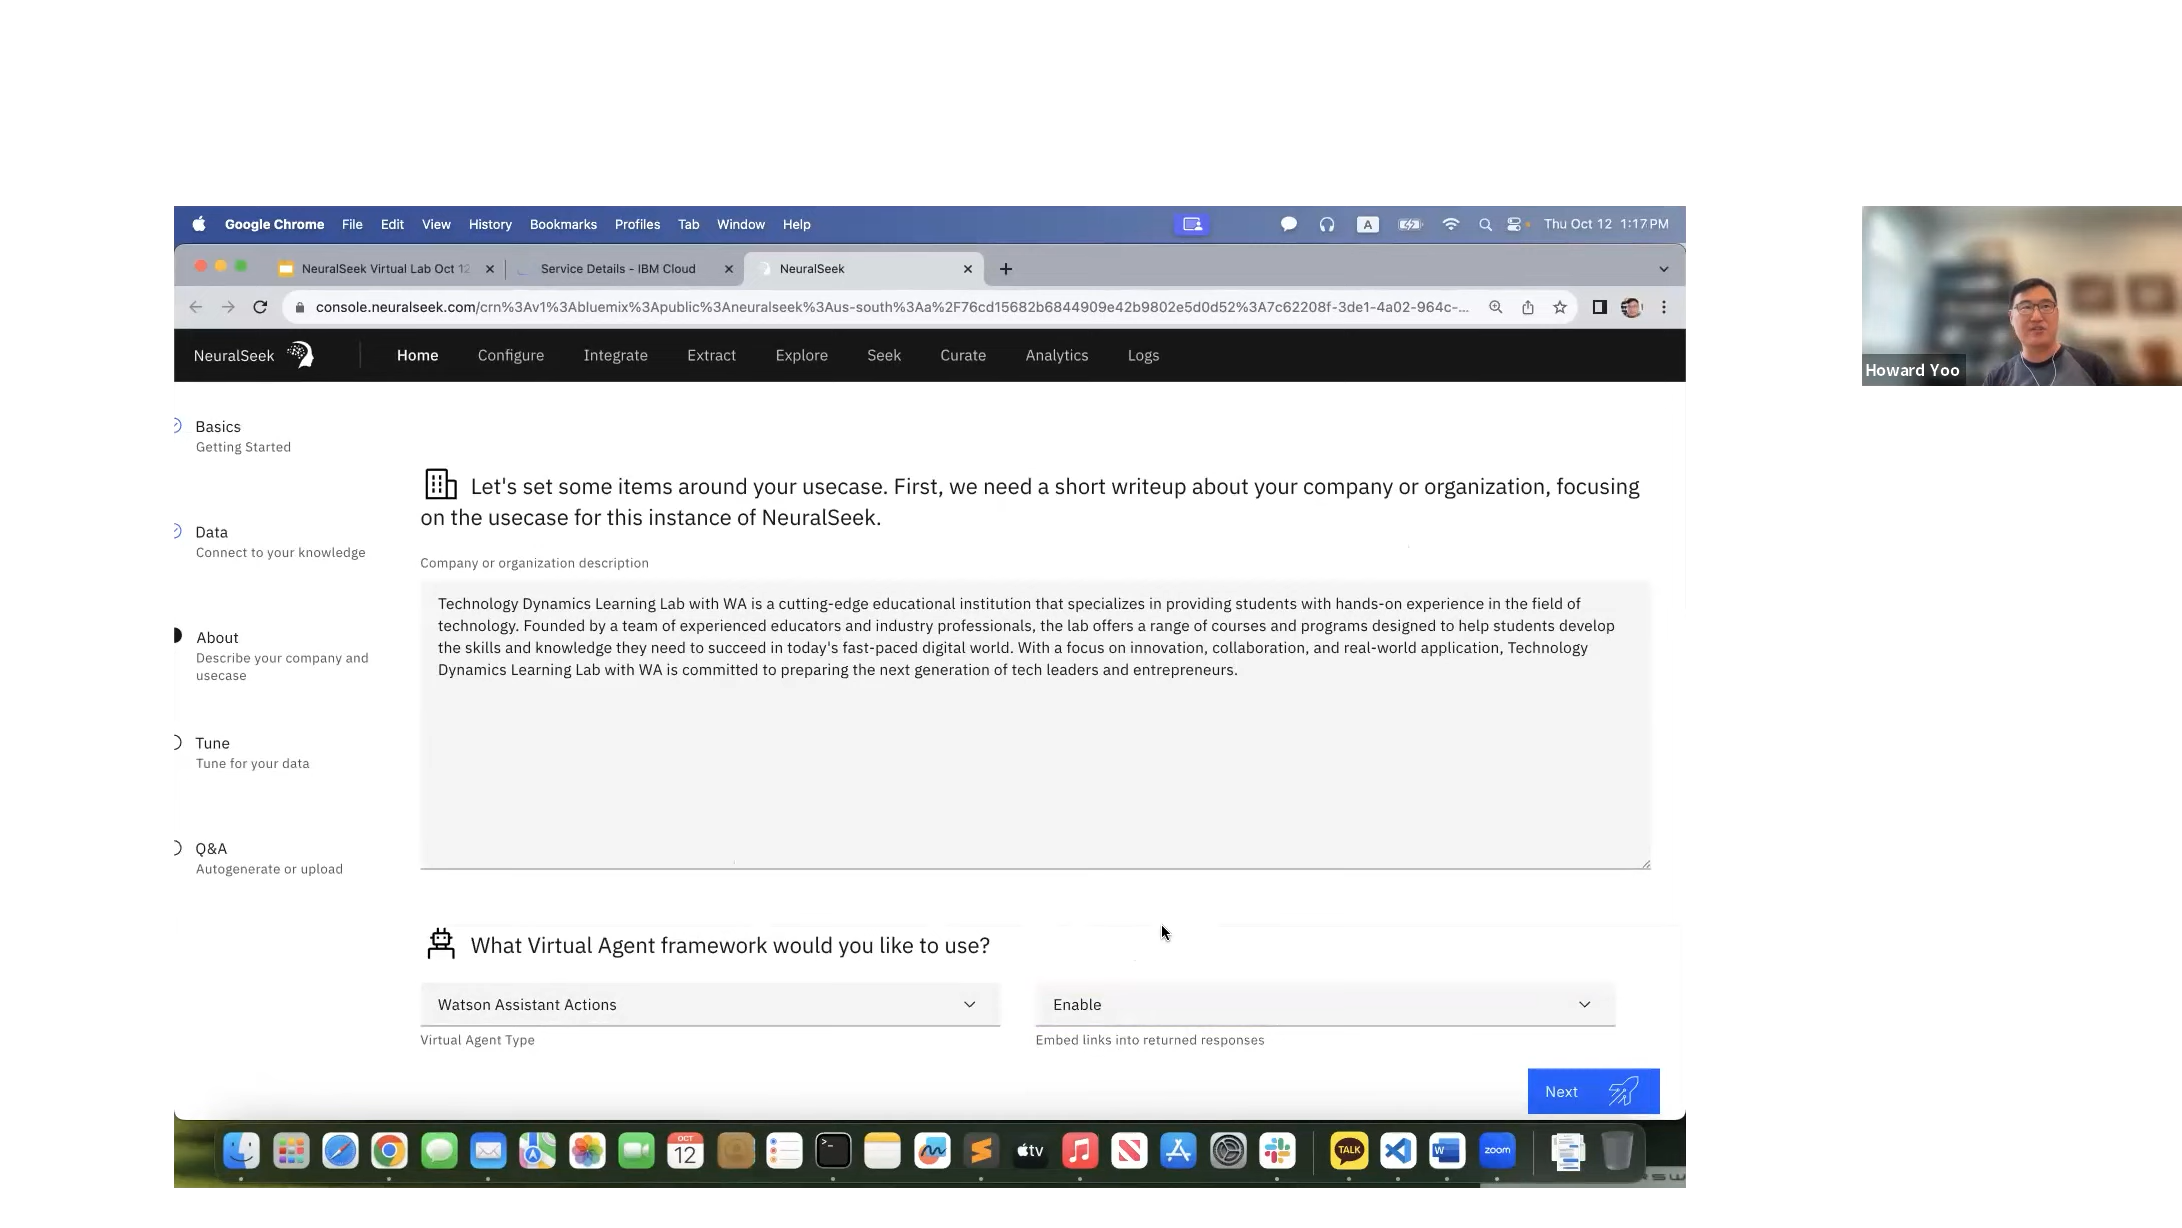 Google Chrome File Edit View History Bookmarks Profiles Tab Window Help A Thu Oct 12 1:17 PM
NeuralSeek Virtual Lab Oct 12 Service Details - IBM Cloud NeuralSeek
console.neuralseek.com/crn%3Av1%3Abluemix%3Apublic%3Aneuralseek%3Aus-south%3Aa%2F76cd15682b6844909e42b9802e5d0d52%3A7c62208f-3de1-4a02-964c-...
NeuralSeek Home Configure Integrate Extract Explore Seek Curate Analytics Logs
Howard Yoo
Basics
Getting Started
Data
Connect to your knowledge
About
Describe your company and
usecase
Tune
Tune for your data
Q&A
Autogenerate or upload
Let's set some items around your usecase. First, we need a short writeup about your company or organization, focusing
on the usecase for this instance of NeuralSeek.
Company or organization description
Technology Dynamics Learning Lab with WA is a cutting-edge educational institution that specializes in providing students with hands-on experience in the field of
technology. Founded by a team of experienced educators and industry professionals, the lab offers a range of courses and programs designed to help students develop
the skills and knowledge they need to succeed in today's fast-paced digital world. With a focus on innovation, collaboration, and real-world application, Technology
Dynamics Learning Lab with WA is committed to preparing the next generation of tech leaders and entrepreneurs.
What Virtual Agent framework would you like to use?
Watson Assistant Actions Enable
Virtual Agent Type Embed links into returned responses
Next
OCT
12 tv TALK W zoom